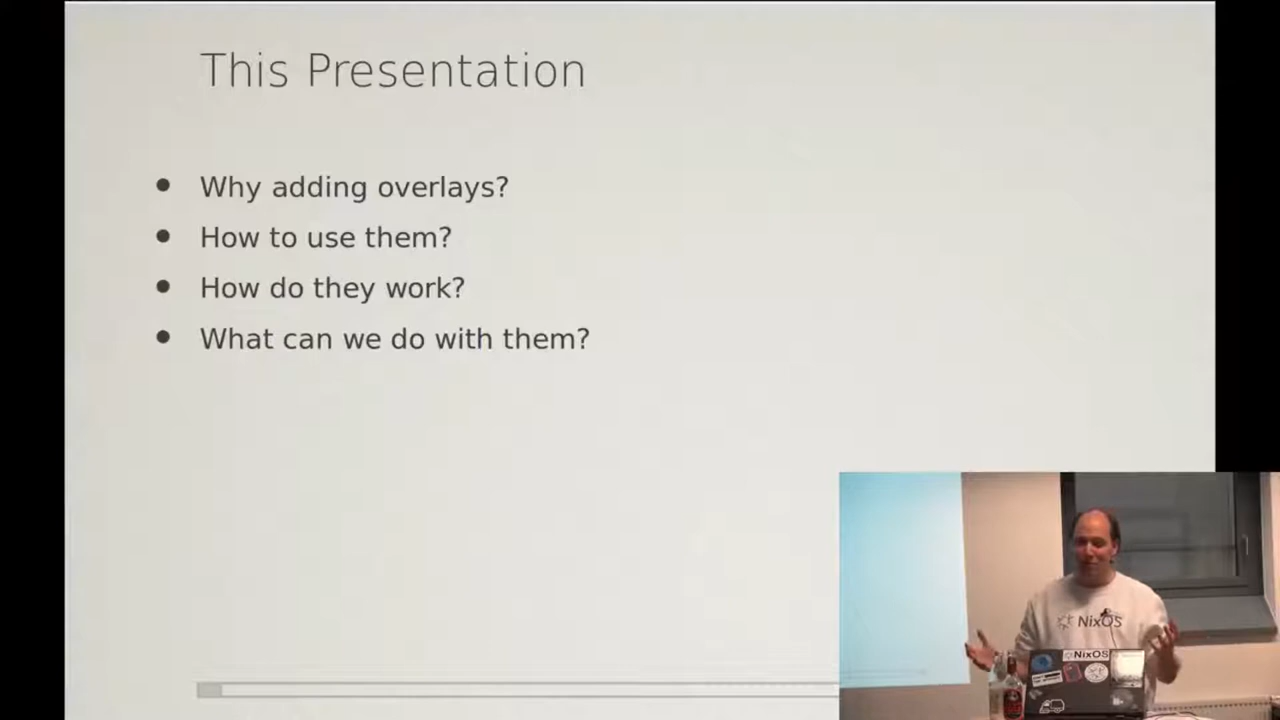 This Presentation
Why adding overlays?
How to use them?
How do they work?
What can we do with them?
NixOS
NixOS